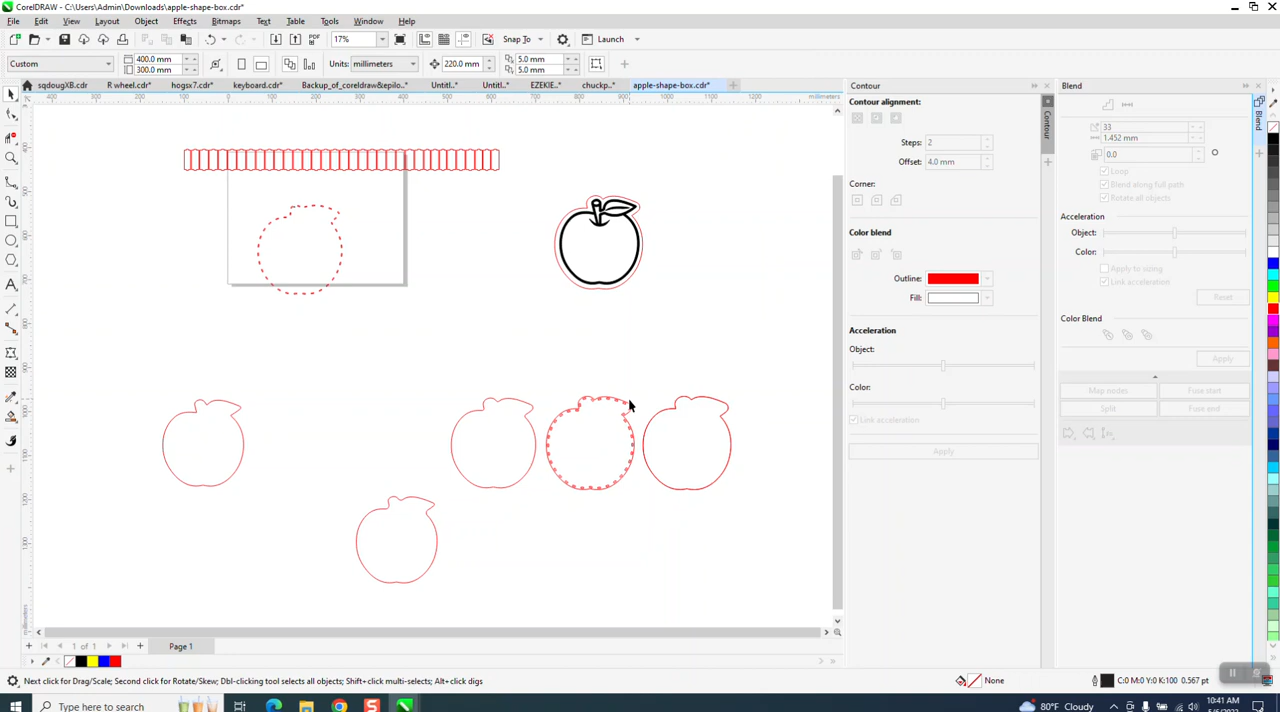 CorelDRAW - C:\Users\Admin\Downloads\apple-shape-box.cdr*
File Edit View Layout Object Effects Bitmaps Text Table Tools Window Help
17% Snap To Launch
Custom 400.0 mm 300.0 mm Units: millimeters 220.0 mm 5.0 mm 5.0 mm
sqdougXB.cdr R wheel.cdr* hogsx7.cdr* keyboard.cdr* Backup_of_coreldraw&epilo...* Untitl..* Untitl..* EZEKIE..* chuckp..* apple-shape-box.cdr*
millimeters
Contour
Contour alignment:
Steps: 2
Offset: 4.0 mm
Corner:
Color blend
Outline:
Fill:
Acceleration
Object:
Color:
Link acceleration
Apply
Contour
Blend
33
1.452 mm
0.0
Loop
Blend along full path
Rotate all objects
Acceleration
Object:
Color:
Apply to sizing
Link acceleration
Reset
Color Blend
Apply
Map nodes Fuse start
Split Fuse end
Blend
1 of 1 Page 1
Next click for Drag/Scale; Second click for Rotate/Skew; Dbl-clicking tool selects all objects; Shift+click multi-selects; Alt+click digs
None C:0 M:0 Y:0 K:100 0.567 pt
Type here to search 80°F Cloudy 10:41 AM